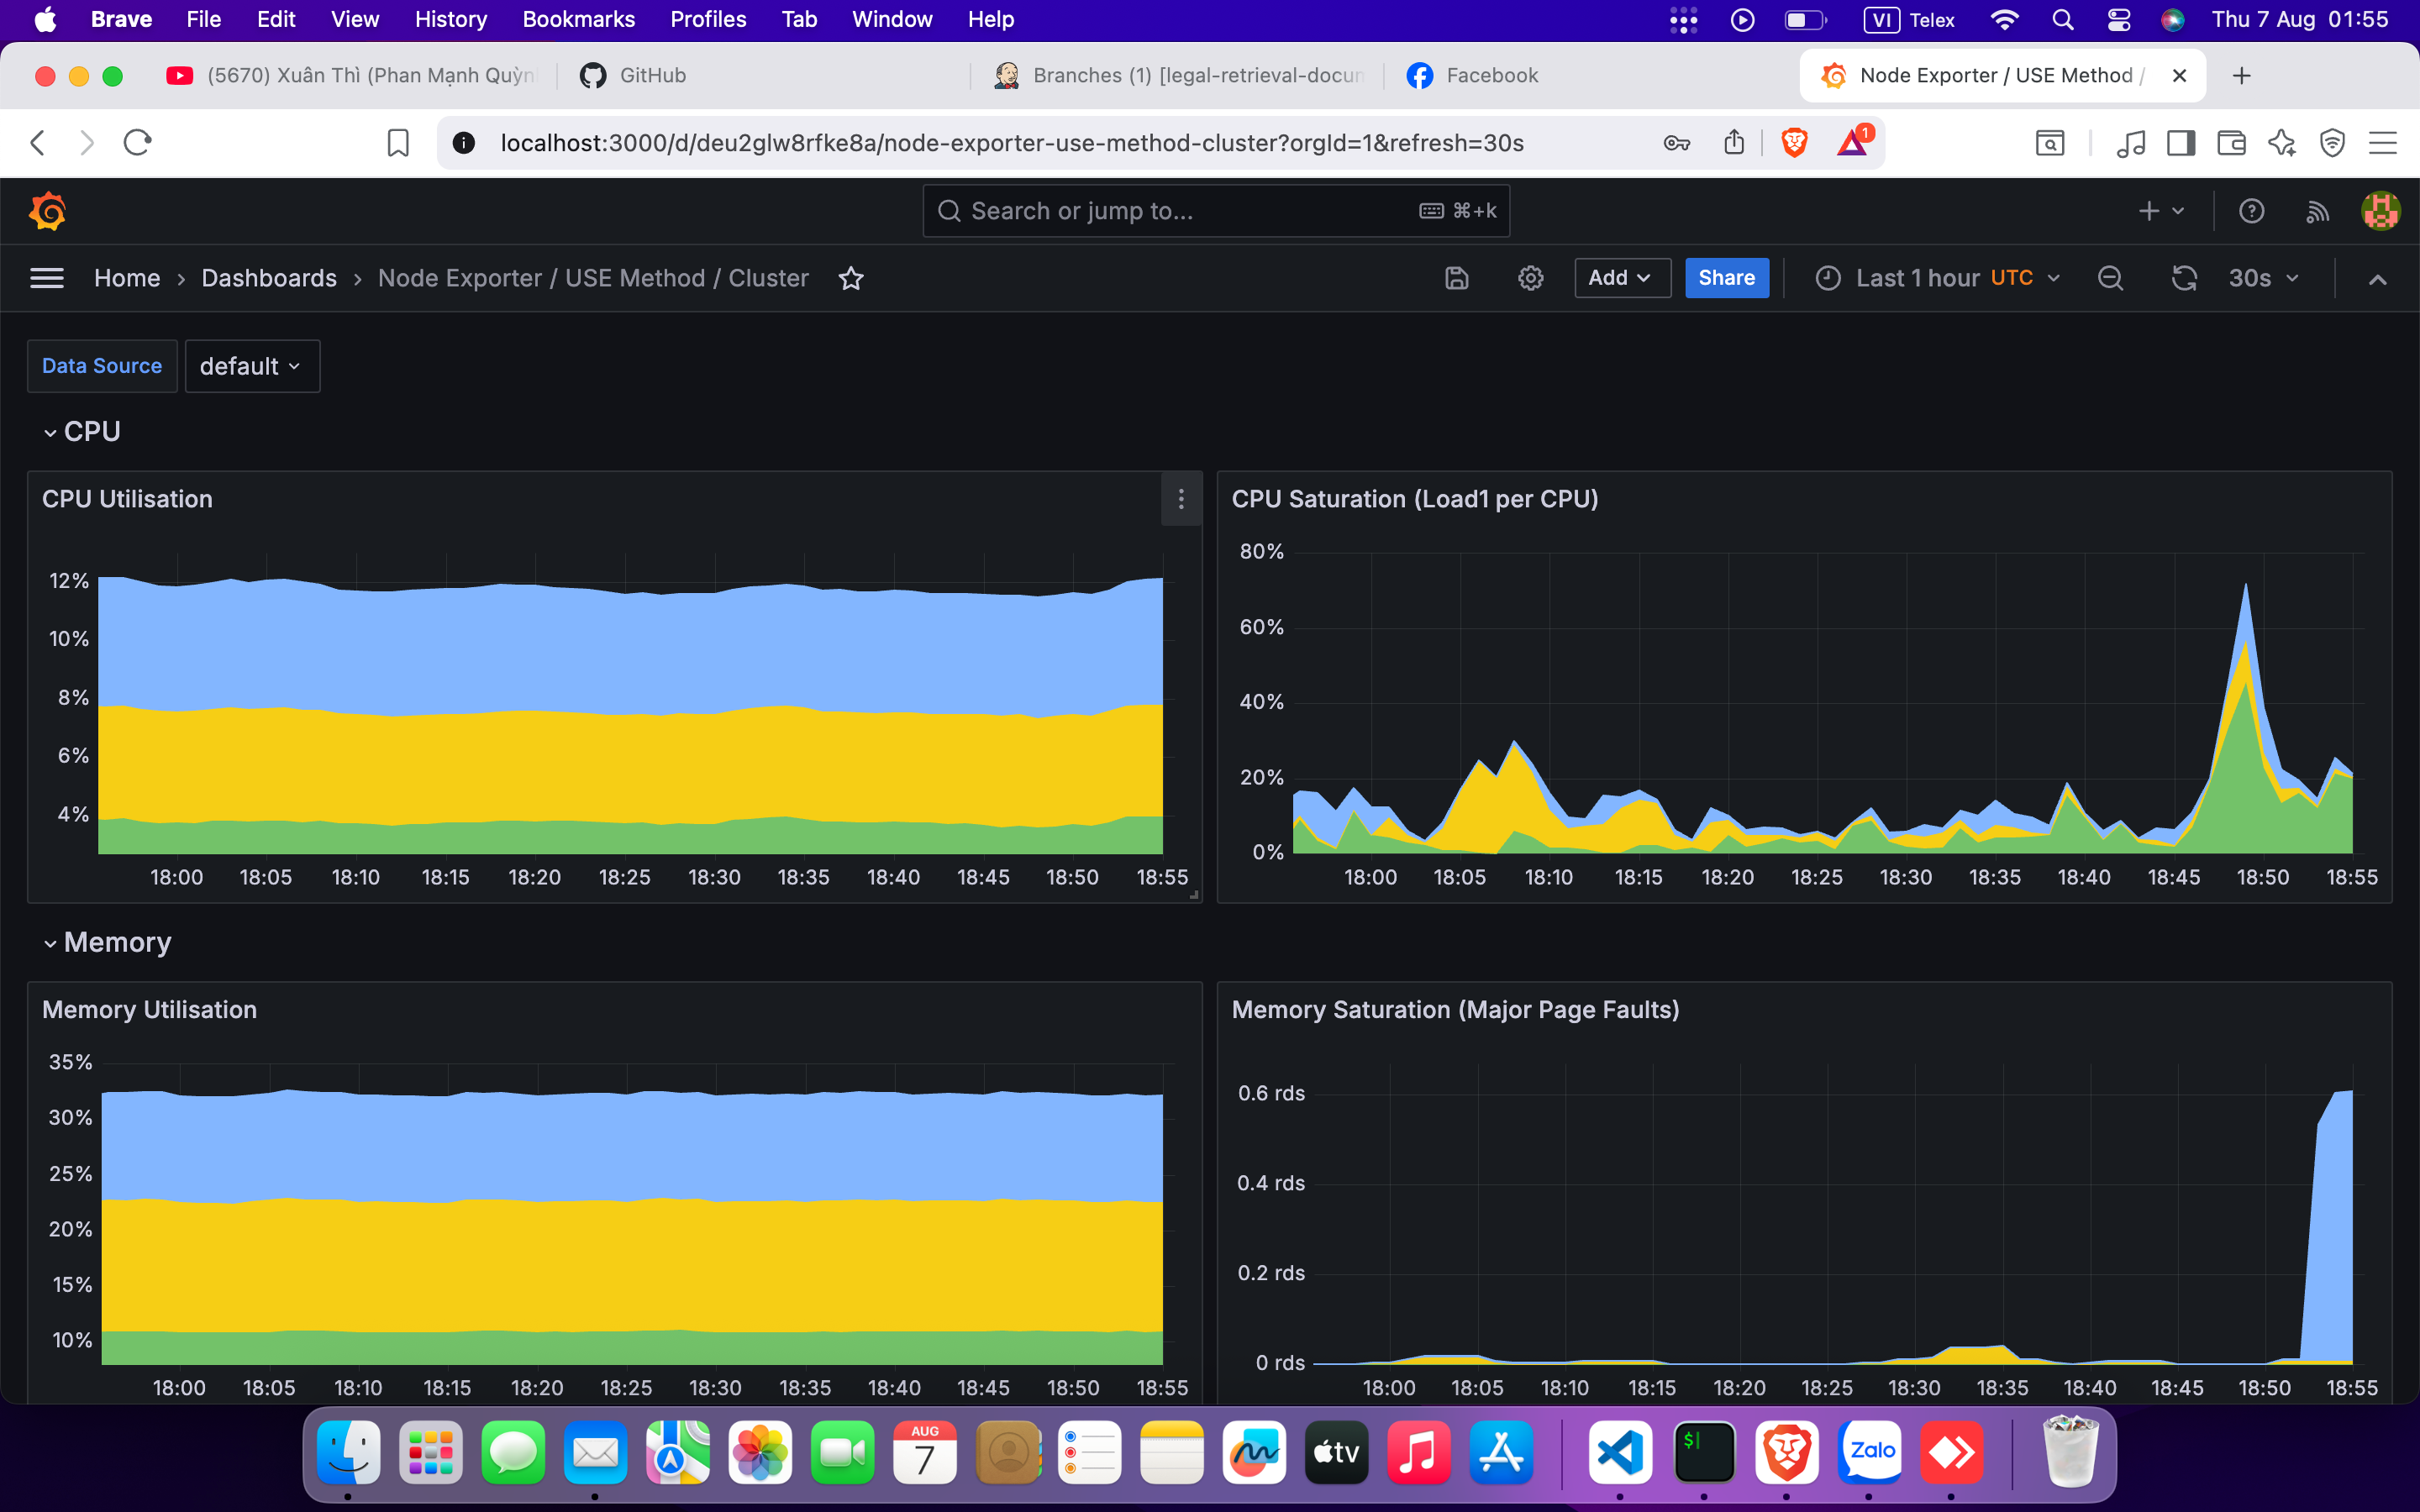 Brave File Edit View History Bookmarks Profiles Tab Window Help VI Telex Thu 7 Aug 01:55
(5670) Xuân Thì (Phan Mạnh Quỳn GitHub Branches (1) [legal-retrieval-docun Facebook Node Exporter / USE Method /
localhost:3000/d/deu2glw8rfke8a/node-exporter-use-method-cluster?orgId=1&refresh=30s 1
Search or jump to... ⌘+k
Home › Dashboards › Node Exporter / USE Method / Cluster Add Share Last 1 hour UTC 30s
Data Source default
CPU
CPU Utilisation
12%
10%
8%
6%
4%
18:00 18:05 18:10 18:15 18:20 18:25 18:30 18:35 18:40 18:45 18:50 18:55
CPU Saturation (Load1 per CPU)
80%
60%
40%
20%
0%
18:00 18:05 18:10 18:15 18:20 18:25 18:30 18:35 18:40 18:45 18:50 18:55
Memory
Memory Utilisation
35%
30%
25%
20%
15%
10%
18:00 18:05 18:10 18:15 18:20 18:25 18:30 18:35 18:40 18:45 18:50 18:55
Memory Saturation (Major Page Faults)
0.6 rds
0.4 rds
0.2 rds
0 rds
18:00 18:05 18:10 18:15 18:20 18:25 18:30 18:35 18:40 18:45 18:50 18:55
AUG
7
tv
$
Zalo